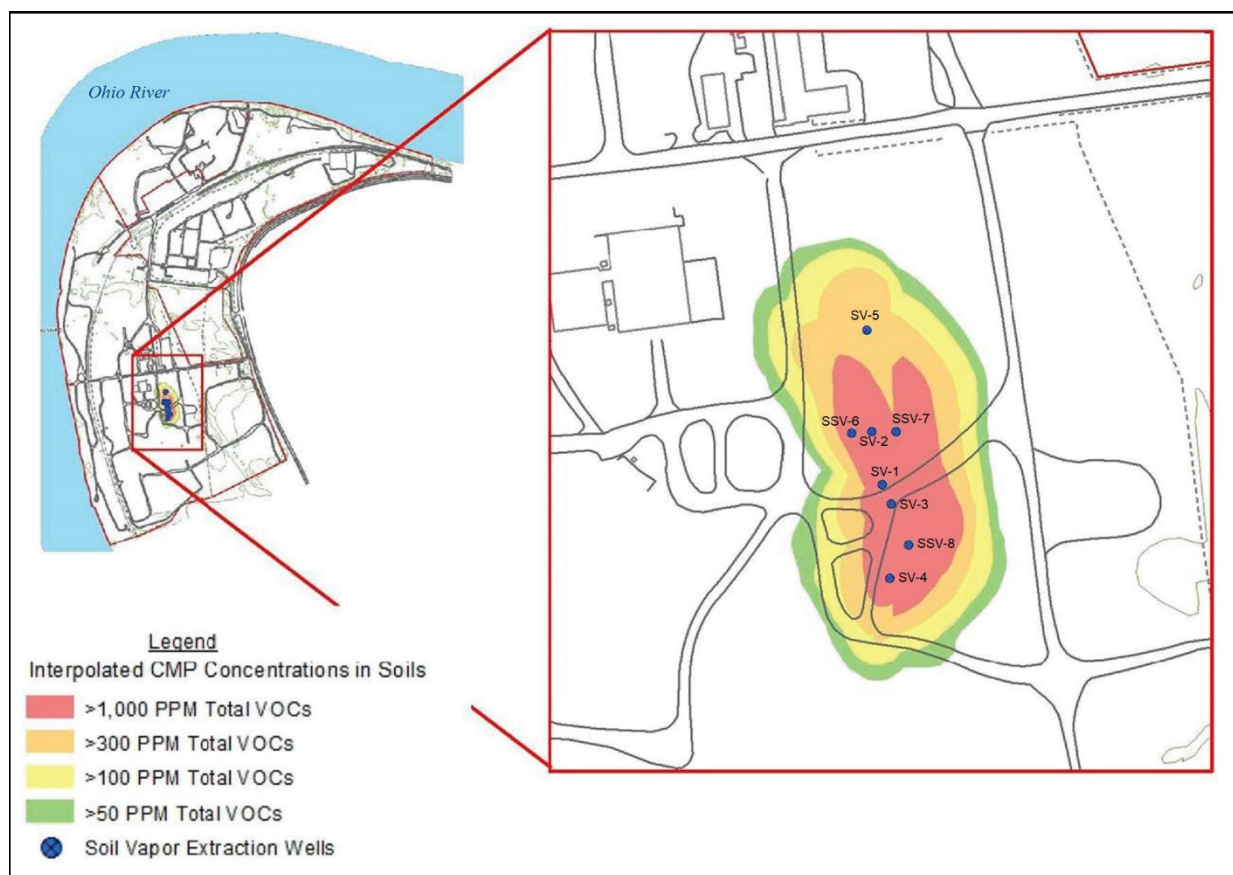 Ohio River
SV-5
SSV-6
SSV-7
SV-2
SV-1
SV-3
SSV-8
SV-4
Legend
Interpolated CMP Concentrations in Soils
>1,000 PPM Total VOCs
>300 PPM Total VOCs
>100 PPM Total VOCs
>50 PPM Total VOCs
Soil Vapor Extraction Wells